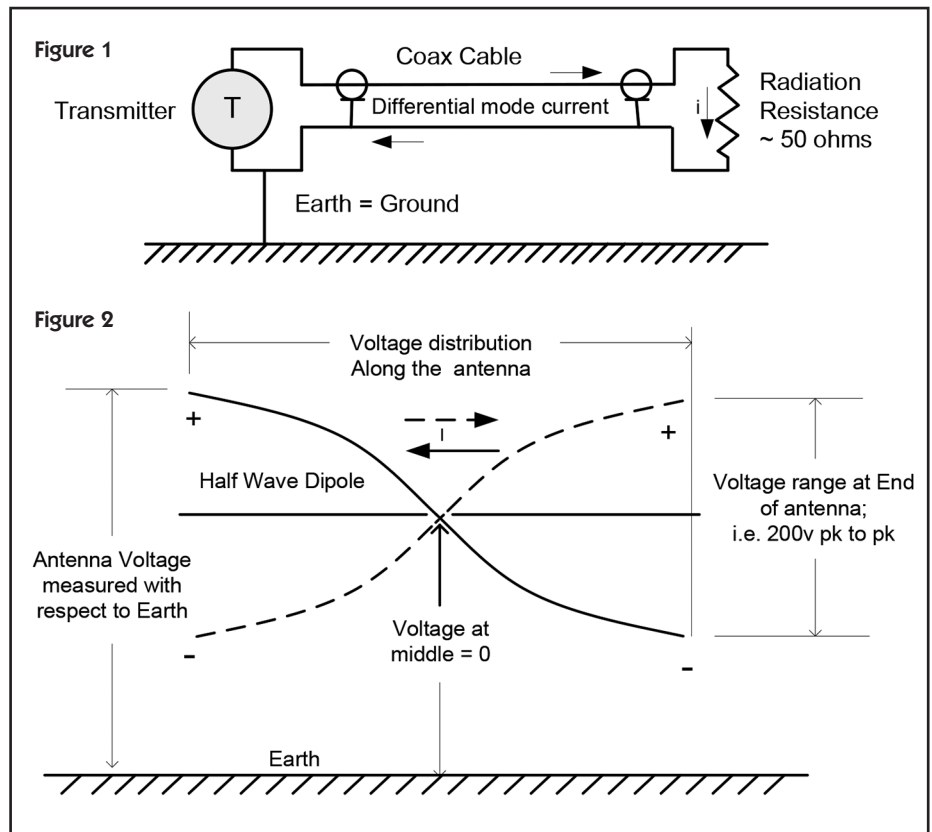 Figure 1
Coax Cable
Transmitter
T
Differential mode current
i
Radiation
Resistance
~ 50 ohms
Earth = Ground
Figure 2
Voltage distribution
Along the antenna
+
I
+
Half Wave Dipole
Voltage range at End
of antenna;
i.e. 200v pk to pk
Antenna Voltage
measured with
respect to Earth
Voltage at
middle = 0
-
-
Earth